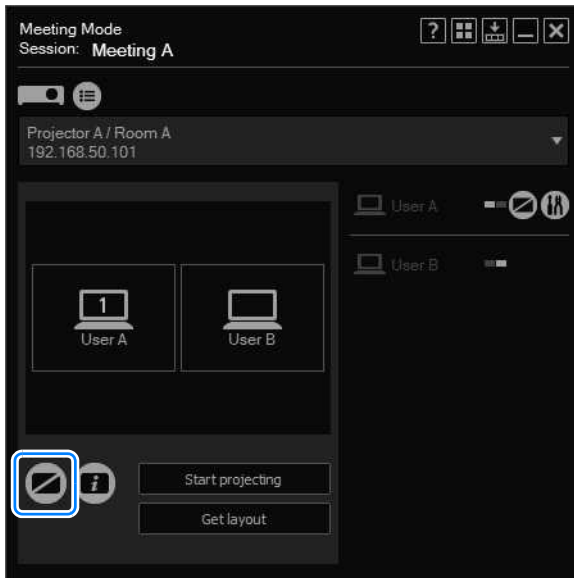 Meeting Mode
Session: Meeting A
?
Projector A / Room A
192.168.50.101
User A
User B
1
User A
User B
i
Start projecting
Get layout